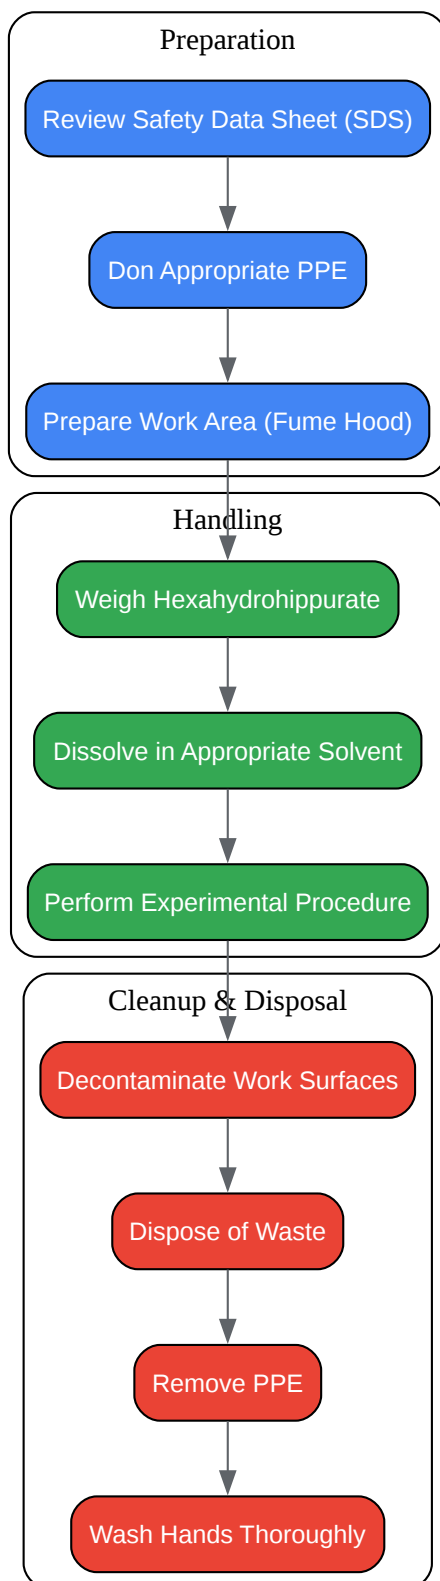 Preparation
Review Safety Data Sheet (SDS)
Don Appropriate PPE
Prepare Work Area (Fume Hood)
Handling
Weigh Hexahydrohippurate
Dissolve in Appropriate Solvent
Perform Experimental Procedure
Cleanup & Disposal
Decontaminate Work Surfaces
Dispose of Waste
Remove PPE
Wash Hands Thoroughly